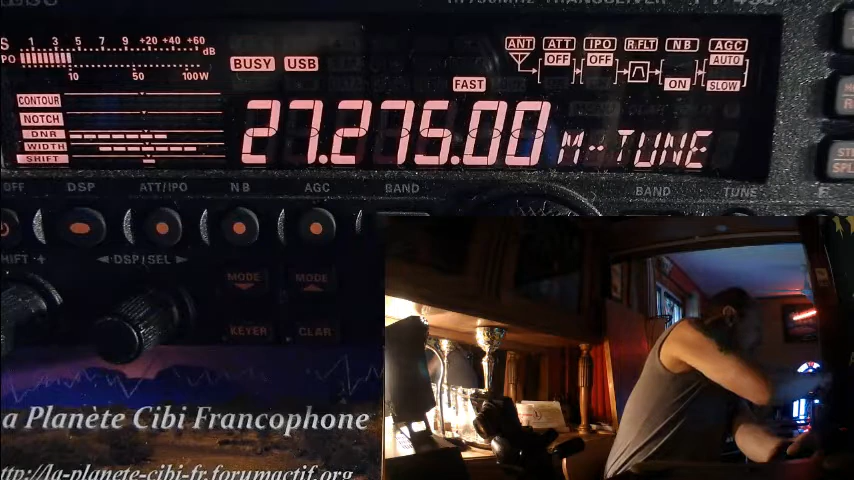 S 1 3 5 7 9 +20 +40 +60 dB
PO
10 50 100W
BUSY USB
FAST
ANT ATT IPO R.FLT NB AGC
OFF OFF AUTO
ON SLOW
CONTOUR
NOTCH
DNR
WIDTH
SHIFT
27.275.00 M-TUNE
OFF DSP ATT/IPO NB AGC BAND BAND TUNE
SHIFT + ◄DSP/SEL►
MODE MODE
KEYER CLAR
a Planète Cibi Francophone
ttp://la-planete-cibi-fr.forumactif.org